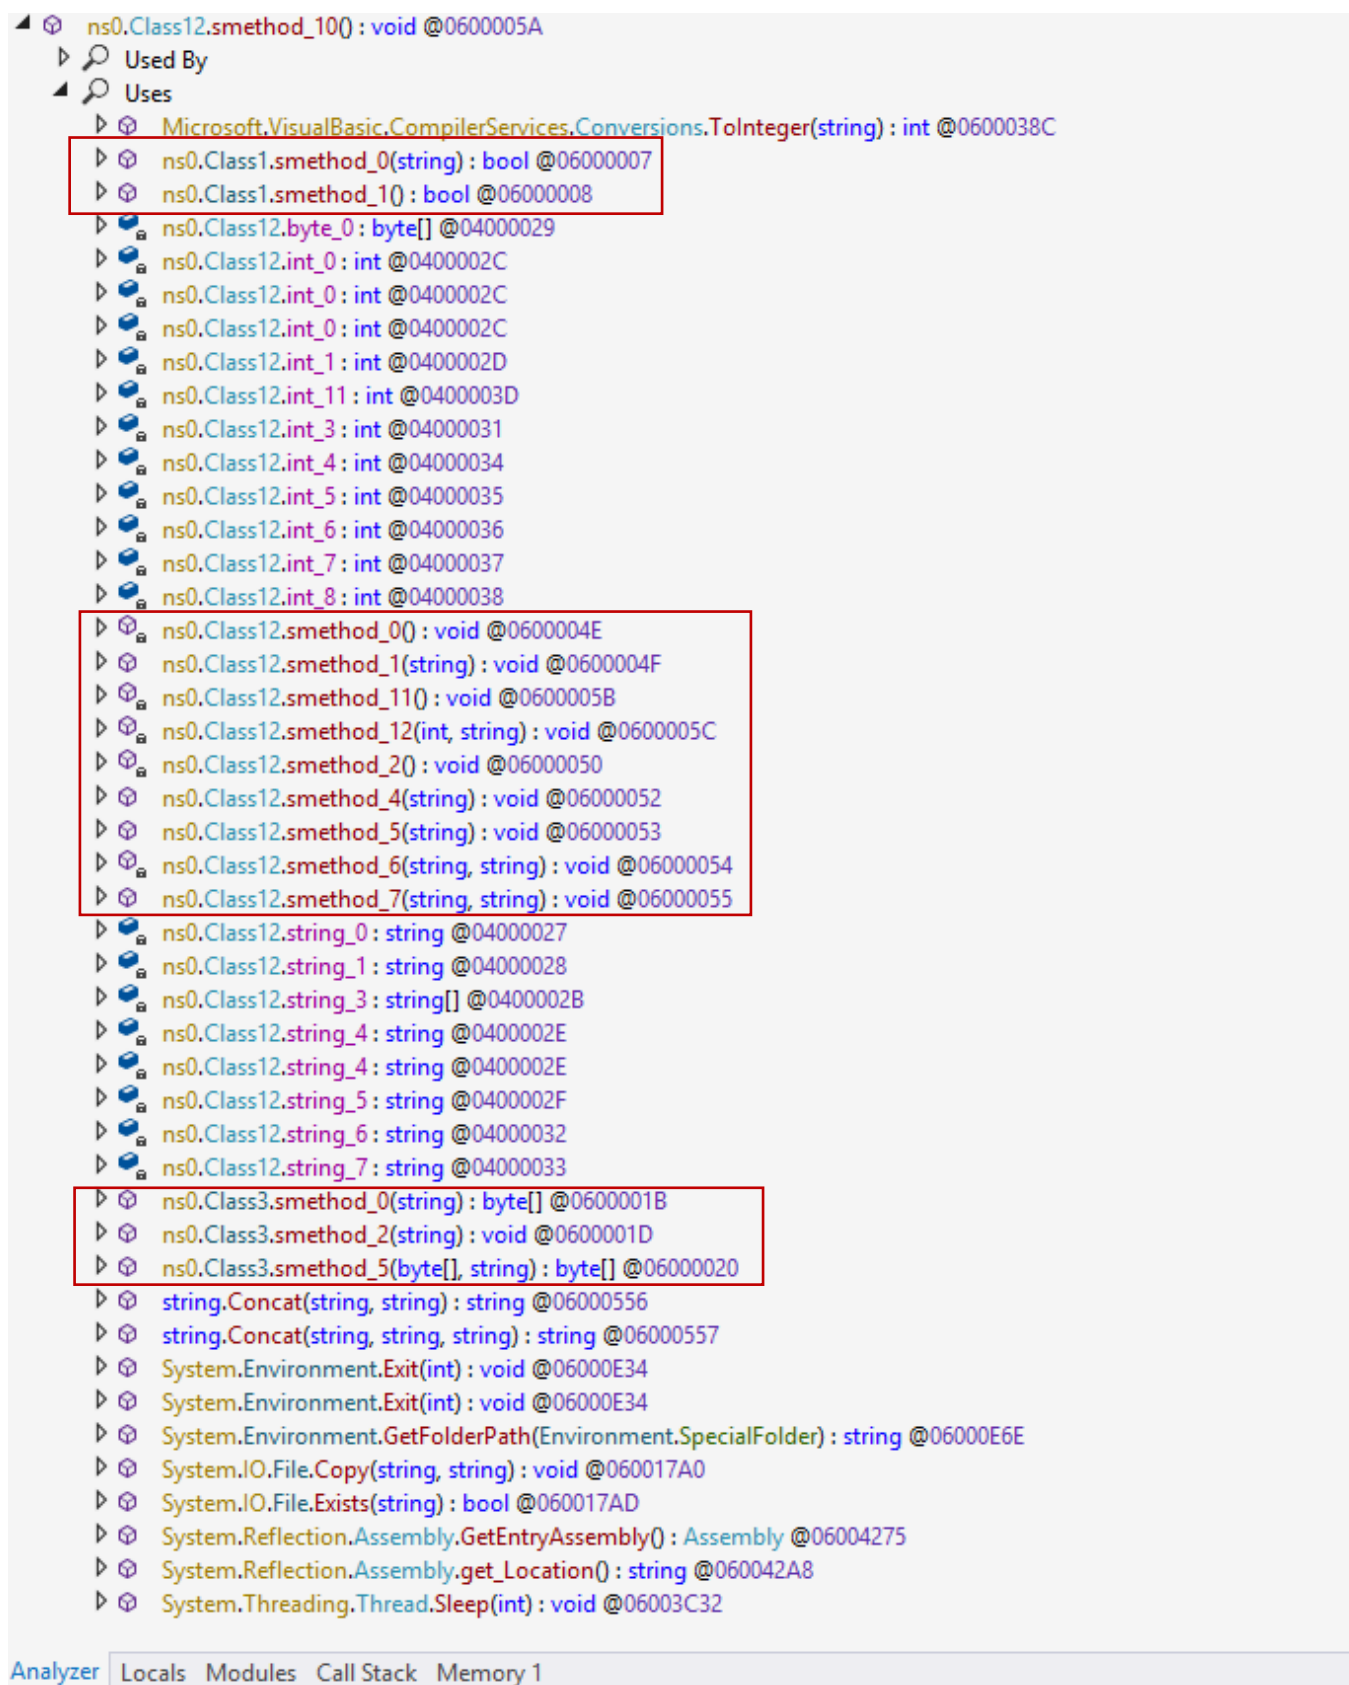 ns0.Class12.smethod_10() : void @0600005A
Used By
Uses
Microsoft.VisualBasic.CompilerServices.Conversions.ToInteger(string) : int @0600038C
ns0.Class1.smethod_0(string) : bool @06000007
ns0.Class1.smethod_1() : bool @06000008
ns0.Class12.byte_0 : byte[] @04000029
ns0.Class12.int_0 : int @0400002C
ns0.Class12.int_0 : int @0400002C
ns0.Class12.int_0 : int @0400002C
ns0.Class12.int_1 : int @0400002D
ns0.Class12.int_11 : int @0400003D
ns0.Class12.int_3 : int @04000031
ns0.Class12.int_4 : int @04000034
ns0.Class12.int_5 : int @04000035
ns0.Class12.int_6 : int @04000036
ns0.Class12.int_7 : int @04000037
ns0.Class12.int_8 : int @04000038
ns0.Class12.smethod_0() : void @0600004E
ns0.Class12.smethod_1(string) : void @0600004F
ns0.Class12.smethod_11() : void @0600005B
ns0.Class12.smethod_12(int, string) : void @0600005C
ns0.Class12.smethod_2() : void @06000050
ns0.Class12.smethod_4(string) : void @06000052
ns0.Class12.smethod_5(string) : void @06000053
ns0.Class12.smethod_6(string, string) : void @06000054
ns0.Class12.smethod_7(string, string) : void @06000055
ns0.Class12.string_0 : string @04000027
ns0.Class12.string_1 : string @04000028
ns0.Class12.string_3 : string[] @0400002B
ns0.Class12.string_4 : string @0400002E
ns0.Class12.string_4 : string @0400002E
ns0.Class12.string_5 : string @0400002F
ns0.Class12.string_6 : string @04000032
ns0.Class12.string_7 : string @04000033
ns0.Class3.smethod_0(string) : byte[] @0600001B
ns0.Class3.smethod_2(string) : void @0600001D
ns0.Class3.smethod_5(byte[], string) : byte[] @06000020
string.Concat(string, string) : string @06000556
string.Concat(string, string, string) : string @06000557
System.Environment.Exit(int) : void @06000E34
System.Environment.Exit(int) : void @06000E34
System.Environment.GetFolderPath(Environment.SpecialFolder) : string @06000E6E
System.IO.File.Copy(string, string) : void @060017A0
System.IO.File.Exists(string) : bool @060017AD
System.Reflection.Assembly.GetEntryAssembly() : Assembly @06004275
System.Reflection.Assembly.get_Location() : string @060042A8
System.Threading.Thread.Sleep(int) : void @06003C32
Analyzer Locals Modules Call Stack Memory 1